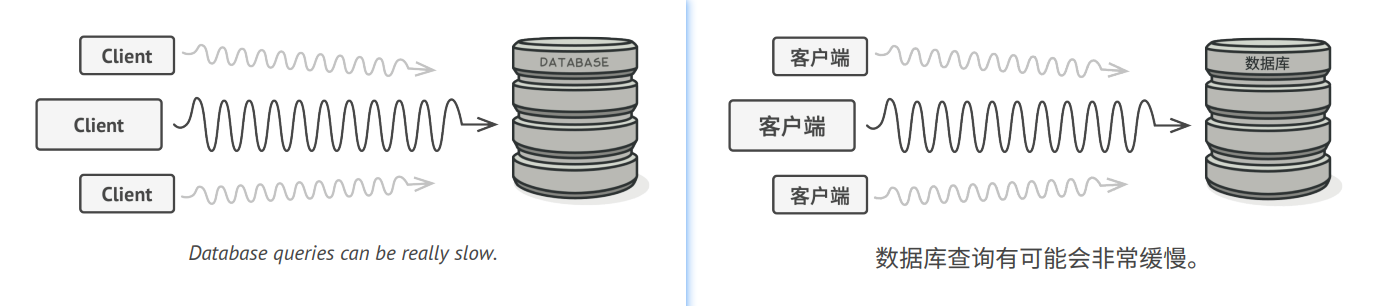 Client
DATABASE
Client
Client
Database queries can be really slow.
客户端
数据库
客户端
客户端
数据库查询有可能会非常缓慢。